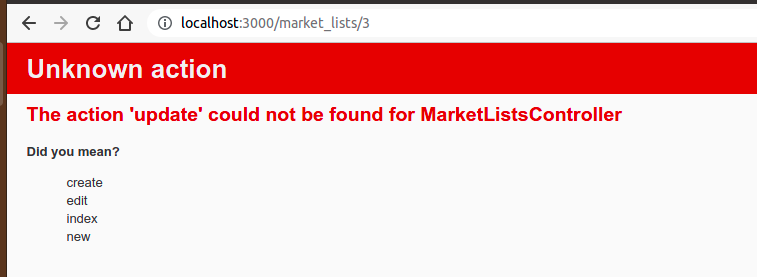 localhost:3000/market_lists/3
Unknown action
The action 'update' could not be found for MarketListsController
Did you mean?
create
edit
index
new